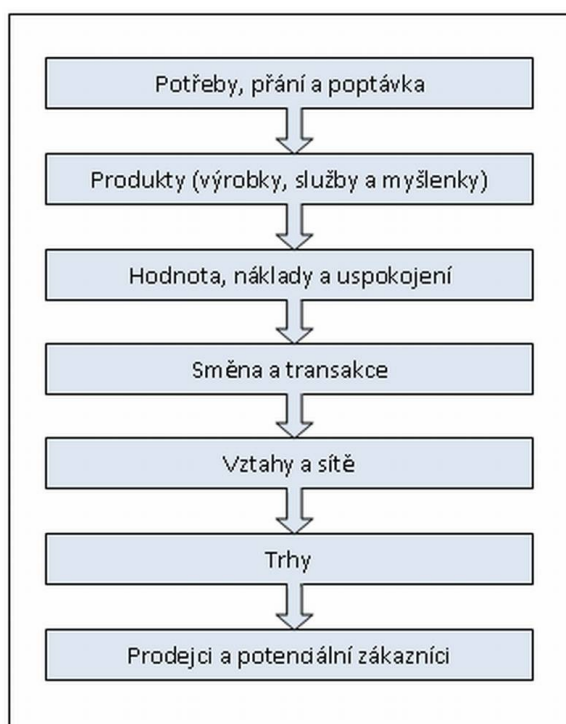 Potřeby, přání a poptávka
Produkty (výrobky, služby a myšlenky)
Hodnota, náklady a uspokojení
Směna a transakce
Vztahy a sítě
Trhy
Prodejci a potenciální zákazníci